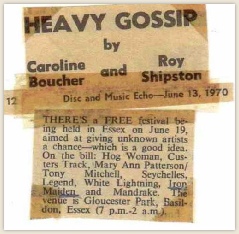 HEAVY GOSSIP
by
Caroline Boucher and Roy Shipston
12 Disc and Music Echo—June 13, 1970
THERE'S a FREE festival be-
ing held in Essex on June 19,
aimed at giving unknown artists
a chance—which is a good idea.
On the bill: Hog Woman, Cus-
ters Track, Mary Ann Patterson,
Tony Mitchell, Seychelles,
Legend, White Lightning, Iron
Maiden and Mandrake. The
venue is Gloucester Park, Basil-
don, Essex (7 p.m.-2 a.m.).